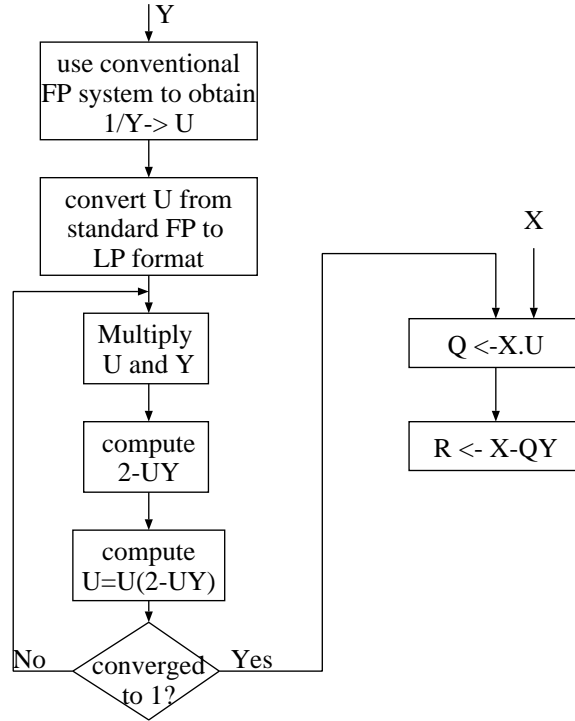 Y
use conventional
FP system to obtain
1/Y-> U
convert U from
standard FP to
LP format
Multiply
U and Y
compute
2-UY
compute
U=U(2-UY)
converged
to 1?
No
Yes
X
Q <-X.U
R <- X-QY